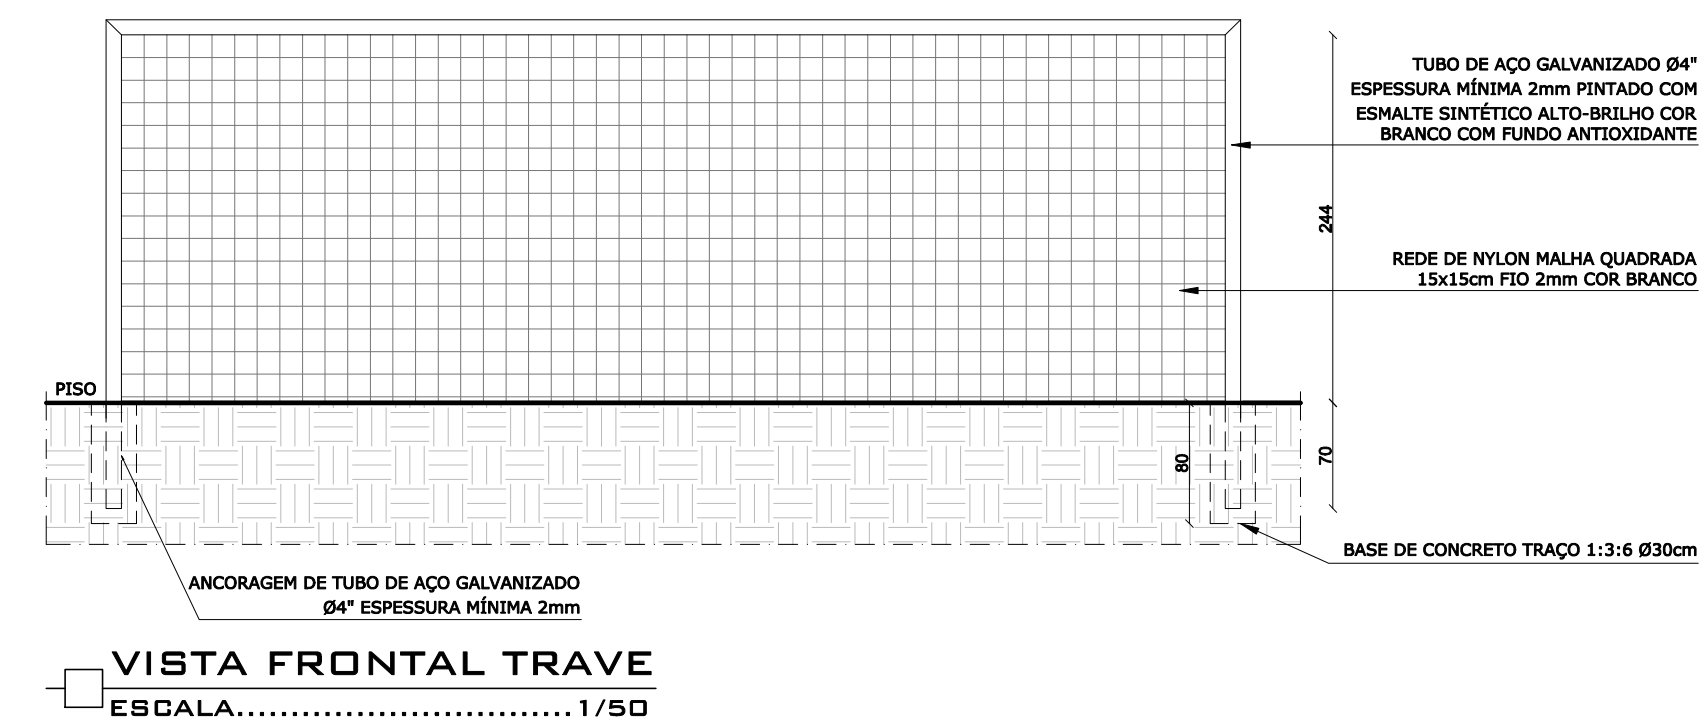 TUBO DE AÇO GALVANIZADO Ø4"
ESPESSURA MÍNIMA 2mm PINTADO COM
ESMALTE SINTÉTICO ALTO-BRILHO COR
BRANCO COM FUNDO ANTIOXIDANTE
244
REDE DE NYLON MALHA QUADRADA
15x15cm FIO 2mm COR BRANCO
PISO
80
70
BASE DE CONCRETO TRAÇO 1:3:6 Ø30cm
ANCORAGEM DE TUBO DE AÇO GALVANIZADO
Ø4" ESPESSURA MÍNIMA 2mm
VISTA FRONTAL TRAVE
ESCALA..............................1/50